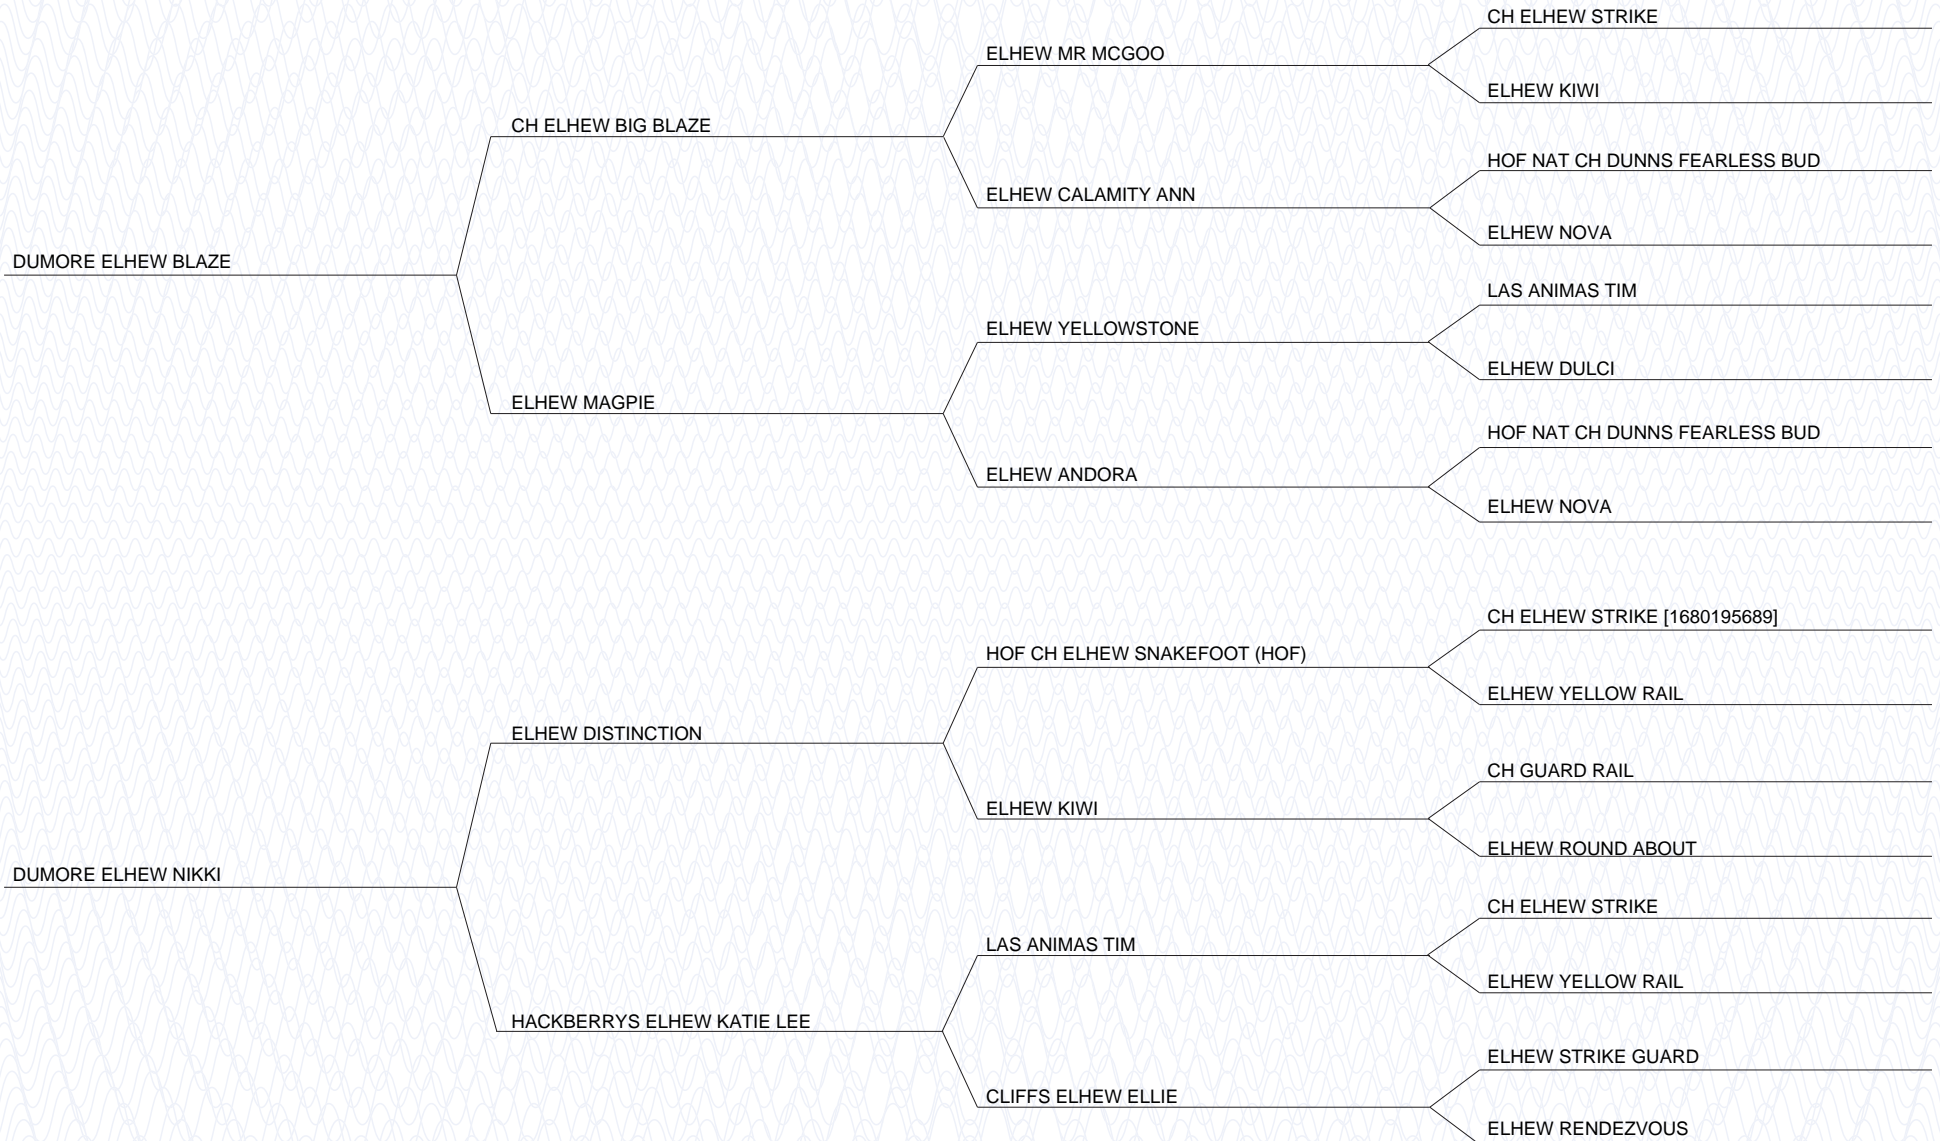 CH ELHEW STRIKE
ELHEW MR MCGOO
ELHEW KIWI
CH ELHEW BIG BLAZE
HOF NAT CH DUNNS FEARLESS BUD
ELHEW CALAMITY ANN
ELHEW NOVA
DUMORE ELHEW BLAZE
LAS ANIMAS TIM
ELHEW YELLOWSTONE
ELHEW DULCI
ELHEW MAGPIE
HOF NAT CH DUNNS FEARLESS BUD
ELHEW ANDORA
ELHEW NOVA
CH ELHEW STRIKE [1680195689]
HOF CH ELHEW SNAKEFOOT (HOF)
ELHEW YELLOW RAIL
ELHEW DISTINCTION
CH GUARD RAIL
ELHEW KIWI
ELHEW ROUND ABOUT
DUMORE ELHEW NIKKI
CH ELHEW STRIKE
LAS ANIMAS TIM
ELHEW YELLOW RAIL
HACKBERRYS ELHEW KATIE LEE
ELHEW STRIKE GUARD
CLIFFS ELHEW ELLIE
ELHEW RENDEZVOUS